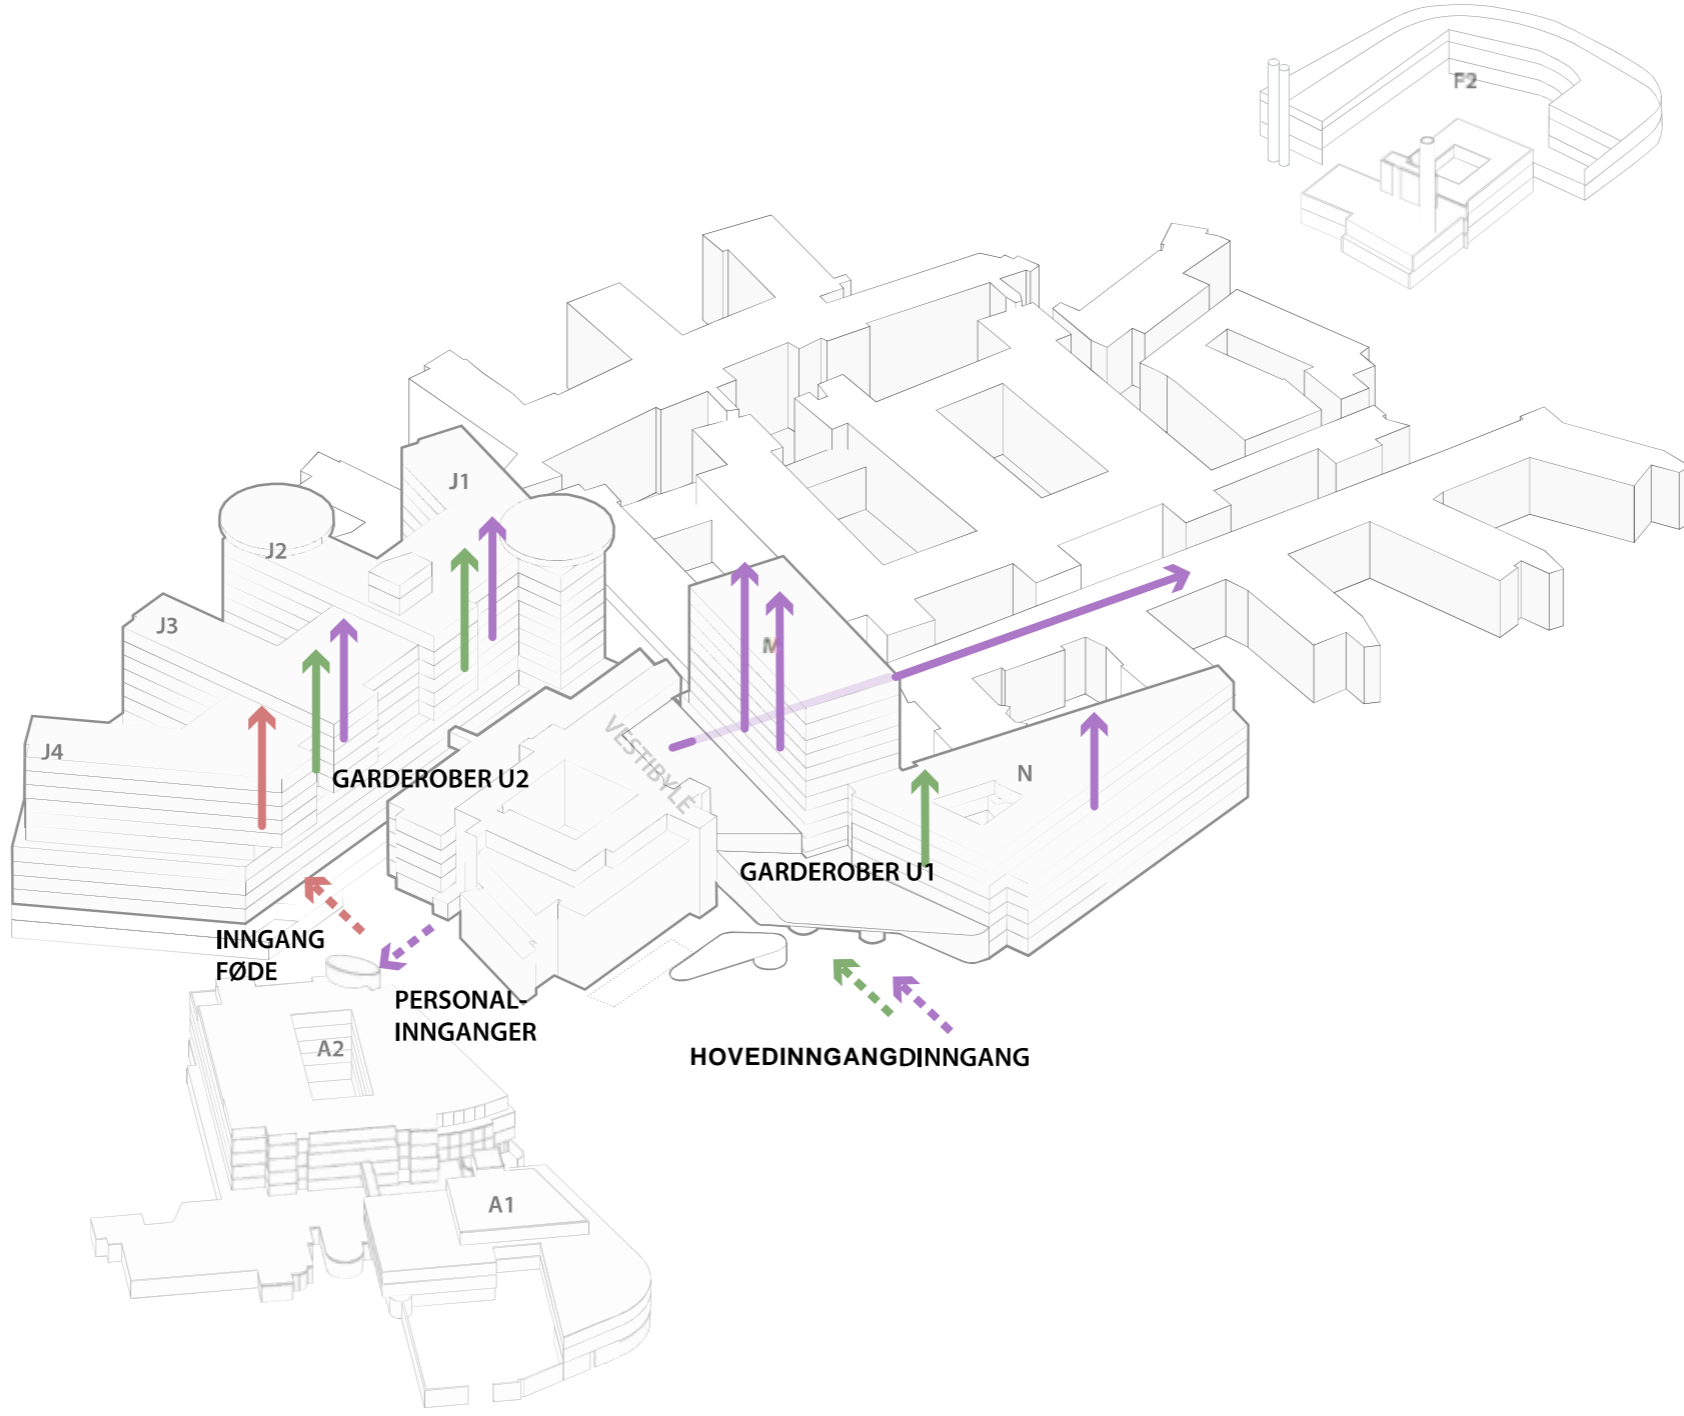 F2
J1
J2
J3
M
VESTIBYLE
J4
N
GARDEROBER U2
GARDEROBER U1
INNGANG
FØDE
PERSONAL-
INNGANGER
A2
HOVEDINNGANGDINNGANG
A1